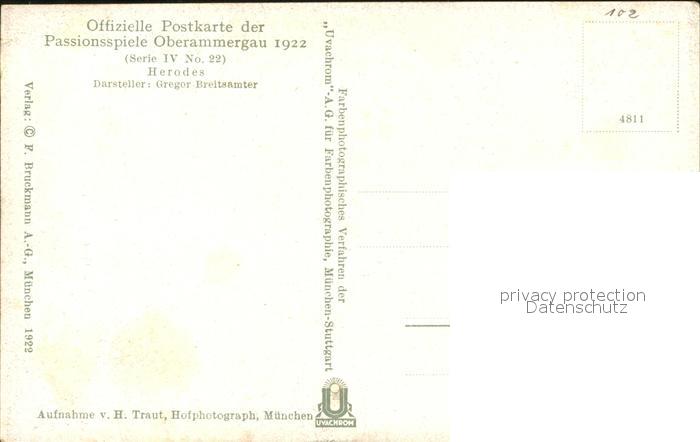 Offizielle Postkarte der
Passionsspiele Oberammergau 1922
(Serie IV No. 22)
Herodes
Darsteller: Gregor Breitsamter
Verlag: © F. Bruckmann A.-G., München 1922
Aufnahme v. H. Traut, Hofphotograph, München
Farbenphotographisches Verfahren der
„Uvachrom"-A.G. für Farbenphotographie, München-Stuttgart
U
UVACHROM
102
4811
privacy protection
Datenschutz